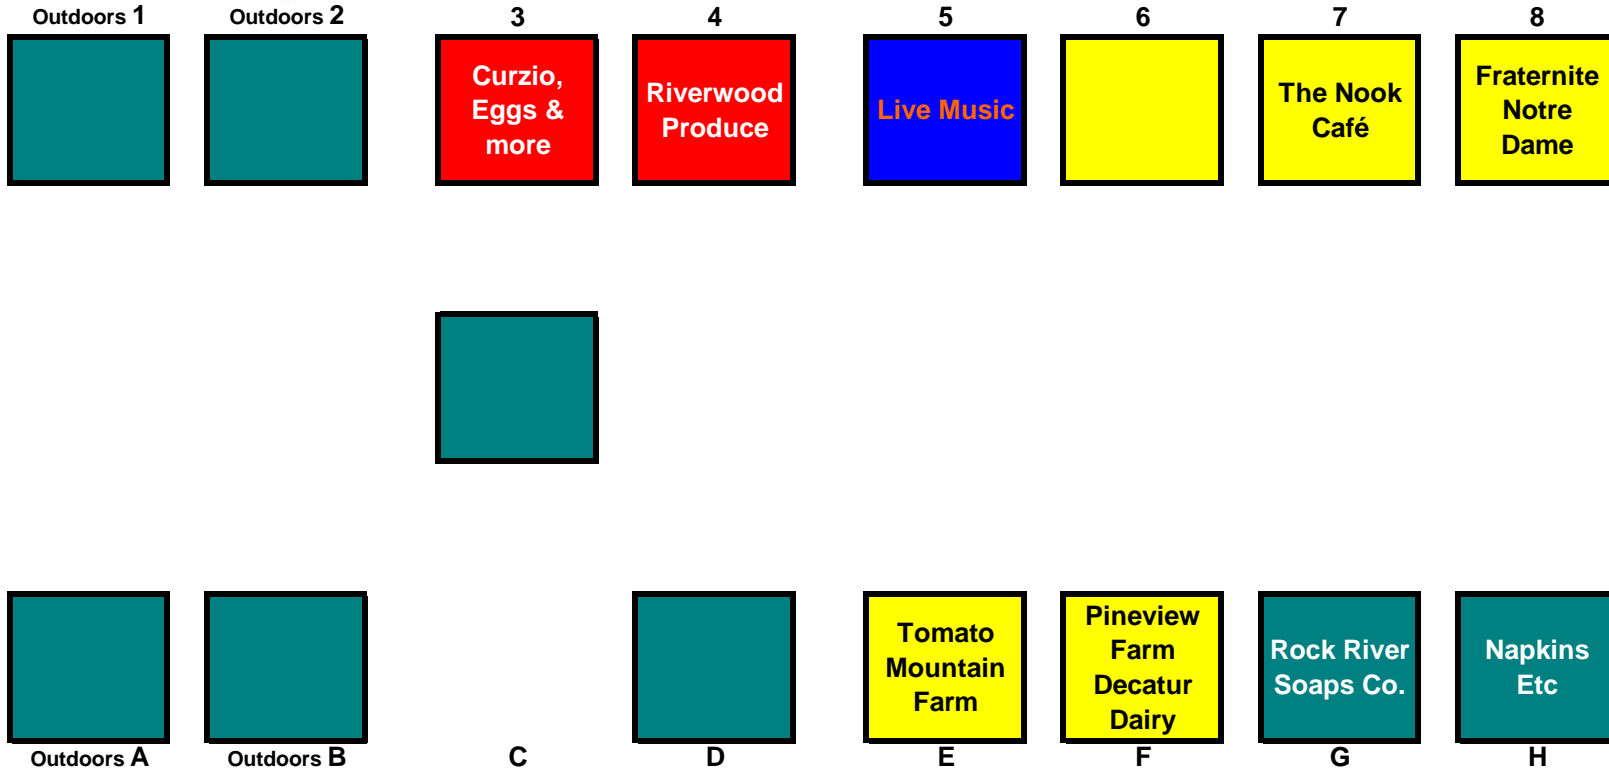 Outdoors 1
Outdoors 2
3
4
5
6
7
8
Curzio,
Eggs &
more
Riverwood
Produce
Live Music
The Nook
Café
Fraternite
Notre
Dame
Tomato
Mountain
Farm
Pineview
Farm
Decatur
Dairy
Rock River
Soaps Co.
Napkins
Etc
Outdoors A
Outdoors B
C
D
E
F
G
H